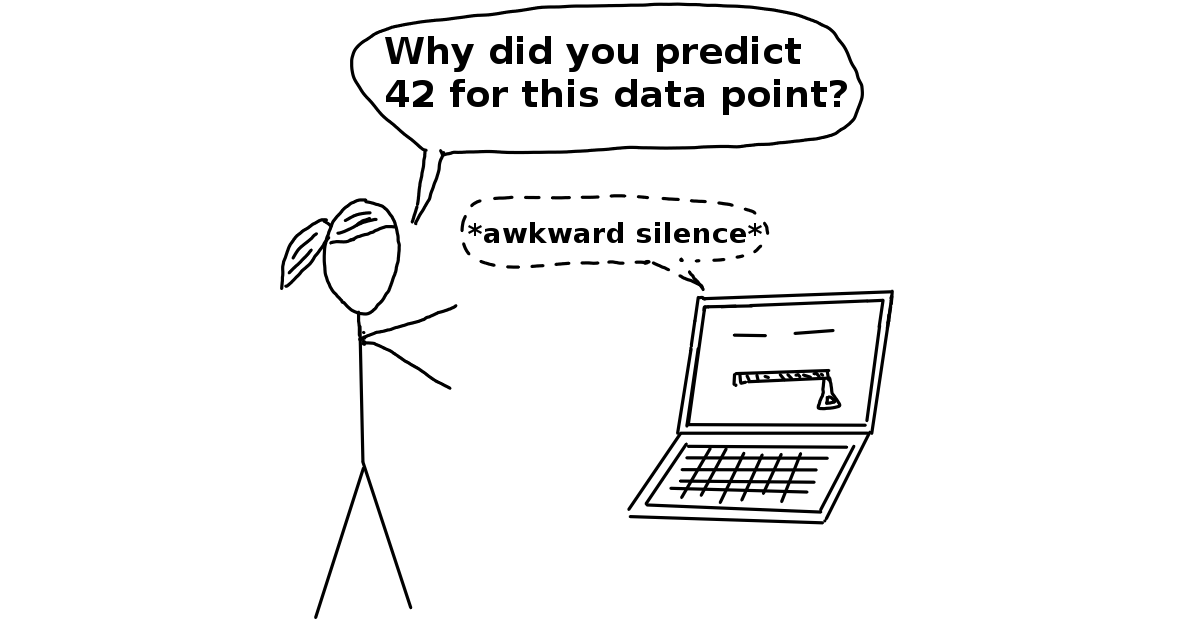 Why did you predict
42 for this data point?
*awkward silence*